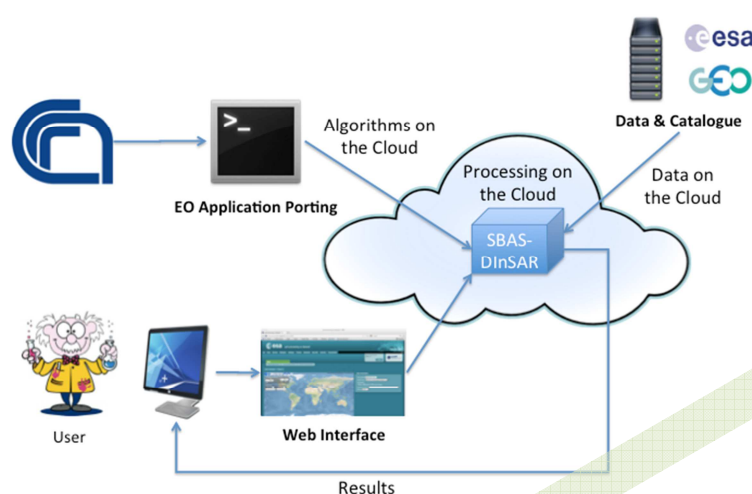 esa
GEO
Data & Catalogue
>_
Algorithms on
the Cloud
EO Application Porting
Processing on
the Cloud
Data on
the Cloud
SBAS-
DInSAR
esa
User
Web Interface
Results